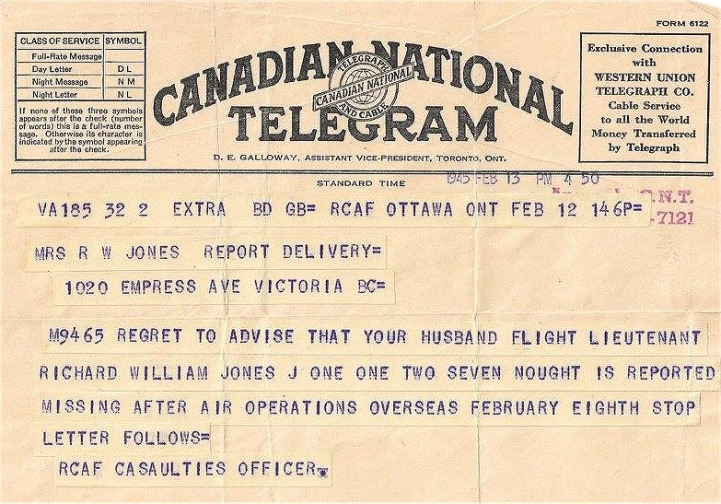 FORM 6122
CLASS OF SERVICE SYMBOL
Full-Rate Message
Day Letter D L
Night Message N M
Night Letter N L
If none of these three symbols
appears after the check (number
of words) this is a full-rate mes-
sage. Otherwise its character is
indicated by the symbol appearing
after the check.
CANADIAN NATIONAL
TELEGRAPH
CANADIAN NATIONAL
AND CABLE
TELEGRAM
D. E. GALLOWAY, ASSISTANT VICE-PRESIDENT, TORONTO, ONT.
Exclusive Connection
with
WESTERN UNION
TELEGRAPH CO.
Cable Service
to all the World
Money Transferred
by Telegraph
STANDARD TIME
1945 FEB 13 PM 4 50
.N.T.
-7121
VA185 32 2 EXTRA BD GB= RCAF OTTAWA ONT FEB 12 146P=
MRS R W JONES REPORT DELIVERY=
1020 EMPRESS AVE VICTORIA BC=
M9465 REGRET TO ADVISE THAT YOUR HUSBAND FLIGHT LIEUTENANT
RICHARD WILLIAM JONES J ONE ONE TWO SEVEN NOUGHT IS REPORTED
MISSING AFTER AIR OPERATIONS OVERSEAS FEBRUARY EIGHTH STOP
LETTER FOLLOWS=
RCAF CASAULTIES OFFICER.